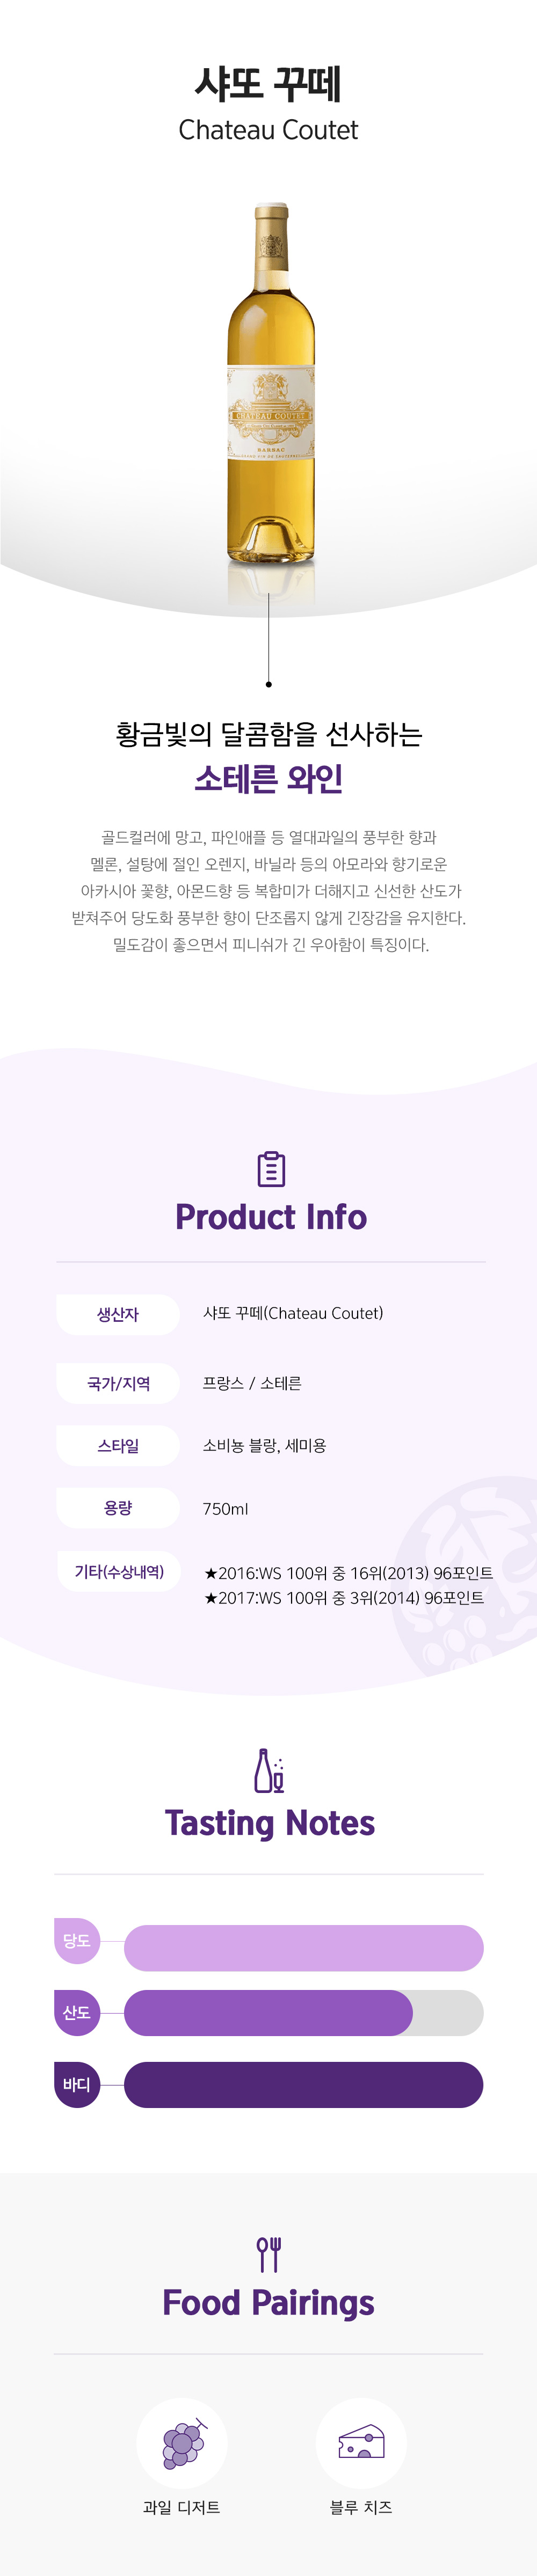 샤또 꾸떼
Chateau Coutet
CHATEAU COUTET
BARSAC
황금빛의 달콤함을 선사하는
소테른 와인
골드컬러에 망고, 파인애플 등 열대과일의 풍부한 향과
멜론, 설탕에 절인 오렌지, 바닐라 등의 아모라와 향기로운
아카시아 꽃향, 아몬드향 등 복합미가 더해지고 신선한 산도가
받쳐주어 당도화 풍부한 향이 단조롭지 않게 긴장감을 유지한다.
밀도감이 좋으면서 피니쉬가 긴 우아함이 특징이다.
Product Info
생산자 샤또 꾸떼(Chateau Coutet)
국가/지역 프랑스 / 소테른
스타일 소비뇽 블랑, 세미용
용량 750ml
기타(수상내역) ★2016:WS 100위 중 16위(2013) 96포인트
★2017:WS 100위 중 3위(2014) 96포인트
Tasting Notes
당도
산도
바디
Food Pairings
과일 디저트 블루 치즈